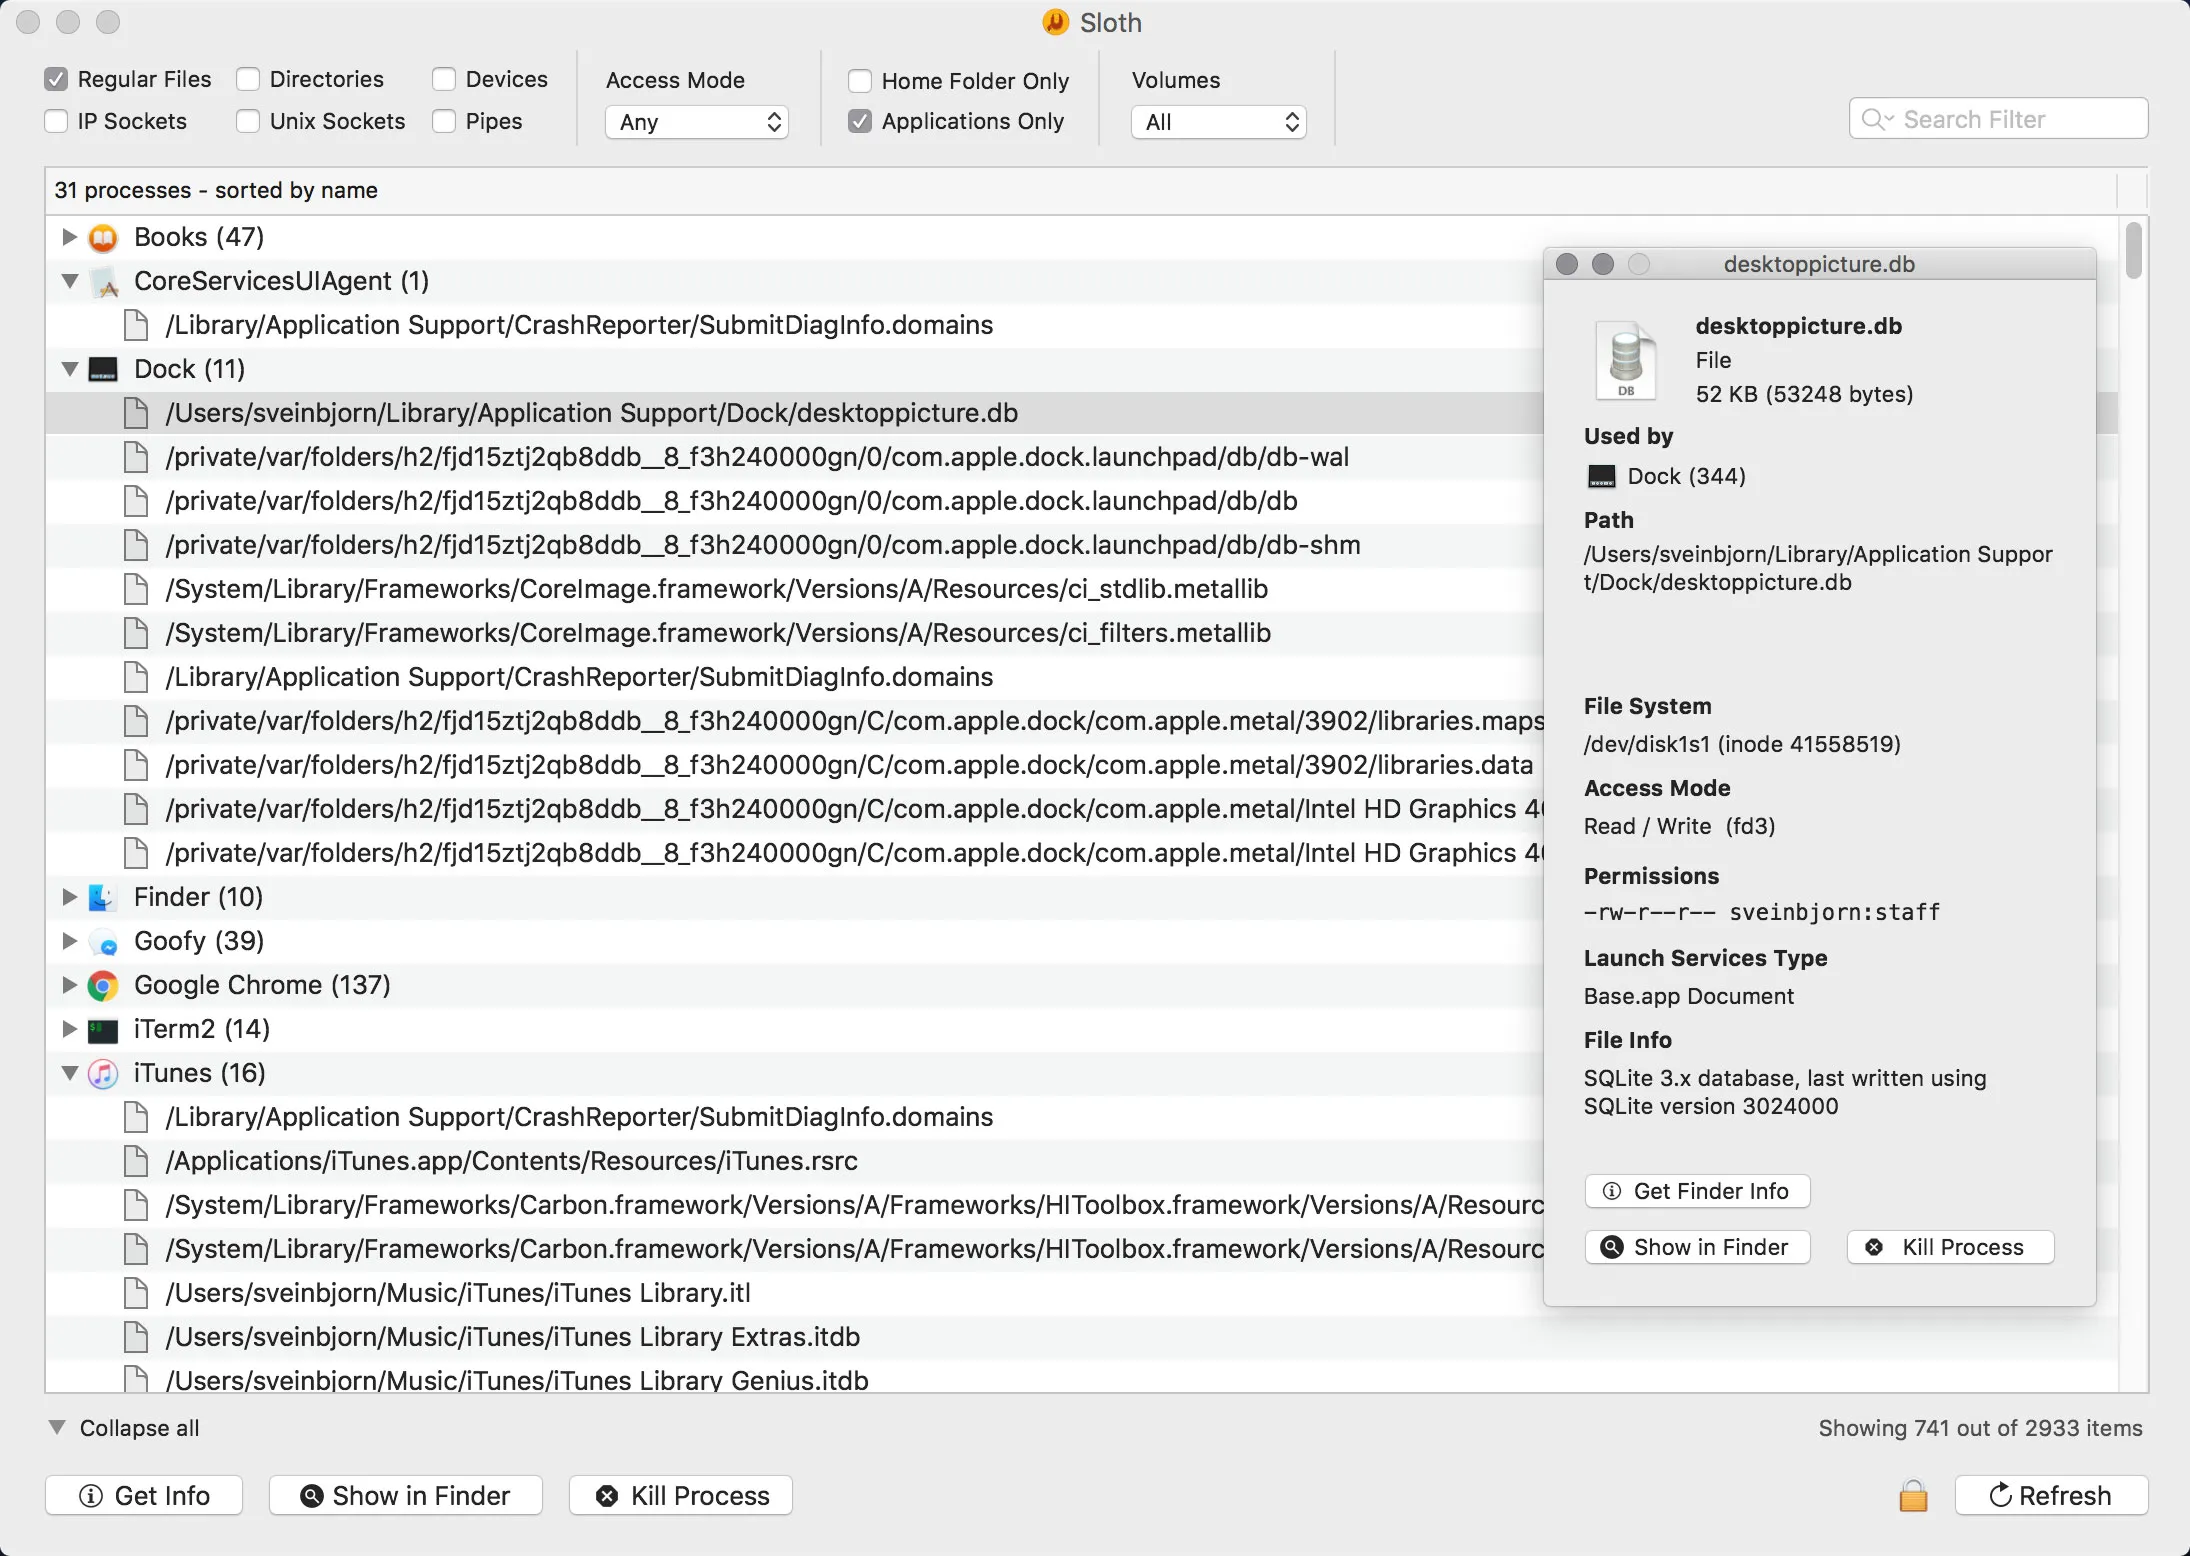 Sloth
Regular Files
Directories
Devices
IP Sockets
Unix Sockets
Pipes
Access Mode
Any
Home Folder Only
Applications Only
Volumes
All
Search Filter
31 processes - sorted by name
Books (47)
CoreServicesUIAgent (1)
/Library/Application Support/CrashReporter/SubmitDiagInfo.domains
Dock (11)
/Users/sveinbjorn/Library/Application Support/Dock/desktoppicture.db
/private/var/folders/h2/fjd15ztj2qb8ddb__8_f3h240000gn/0/com.apple.dock.launchpad/db/db-wal
/private/var/folders/h2/fjd15ztj2qb8ddb__8_f3h240000gn/0/com.apple.dock.launchpad/db/db
/private/var/folders/h2/fjd15ztj2qb8ddb__8_f3h240000gn/0/com.apple.dock.launchpad/db/db-shm
/System/Library/Frameworks/CoreImage.framework/Versions/A/Resources/ci_stdlib.metallib
/System/Library/Frameworks/CoreImage.framework/Versions/A/Resources/ci_filters.metallib
/Library/Application Support/CrashReporter/SubmitDiagInfo.domains
/private/var/folders/h2/fjd15ztj2qb8ddb__8_f3h240000gn/C/com.apple.dock/com.apple.metal/3902/libraries.maps
/private/var/folders/h2/fjd15ztj2qb8ddb__8_f3h240000gn/C/com.apple.dock/com.apple.metal/3902/libraries.data
/private/var/folders/h2/fjd15ztj2qb8ddb__8_f3h240000gn/C/com.apple.dock/com.apple.metal/Intel HD Graphics
/private/var/folders/h2/fjd15ztj2qb8ddb__8_f3h240000gn/C/com.apple.dock/com.apple.metal/Intel HD Graphics
Finder (10)
Goofy (39)
Google Chrome (137)
iTerm2 (14)
iTunes (16)
/Library/Application Support/CrashReporter/SubmitDiagInfo.domains
/Applications/iTunes.app/Contents/Resources/iTunes.rsrc
/System/Library/Frameworks/Carbon.framework/Versions/A/Frameworks/HIToolbox.framework/Versions/A/Resourc
/System/Library/Frameworks/Carbon.framework/Versions/A/Frameworks/HIToolbox.framework/Versions/A/Resourc
/Users/sveinbjorn/Music/iTunes/iTunes Library.itl
/Users/sveinbjorn/Music/iTunes/iTunes Library Extras.itdb
/Users/sveinbjorn/Music/iTunes/iTunes Library Genius.itdb
desktoppicture.db
DB
desktoppicture.db
File
52 KB (53248 bytes)
Used by
Dock (344)
Path
/Users/sveinbjorn/Library/Application Suppor
t/Dock/desktoppicture.db
File System
/dev/disk1s1 (inode 41558519)
Access Mode
Read / Write (fd3)
Permissions
-rw-r--r-- sveinbjorn:staff
Launch Services Type
Base.app Document
File Info
SQLite 3.x database, last written using
SQLite version 3024000
Get Finder Info
Show in Finder
Kill Process
Collapse all
Showing 741 out of 2933 items
Get Info
Show in Finder
Kill Process
Refresh